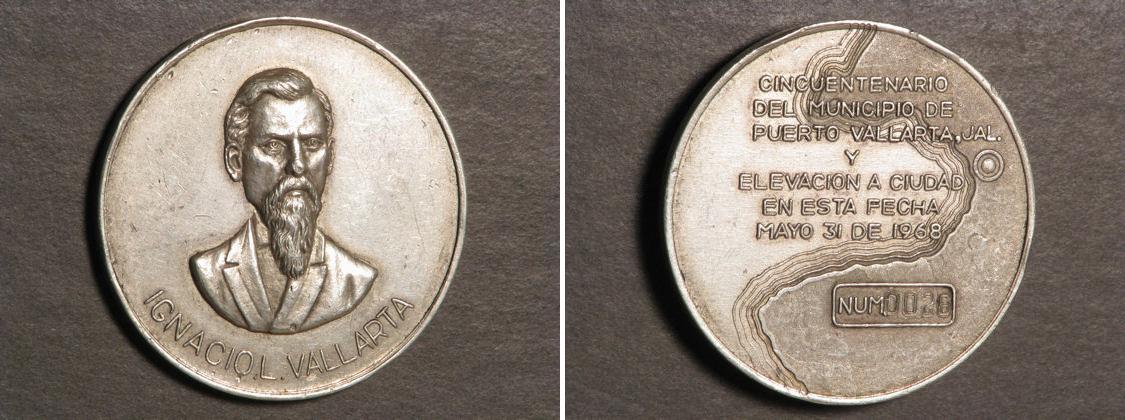 IGNACIO.L. VALLARTA
CINCUENTENARIO
DEL MUNICIPIO DE
PUERTO VALLARTA, JAL.
Y
ELEVACION A CIUDAD
EN ESTA FECHA
MAYO 31 DE 1968
NUM.